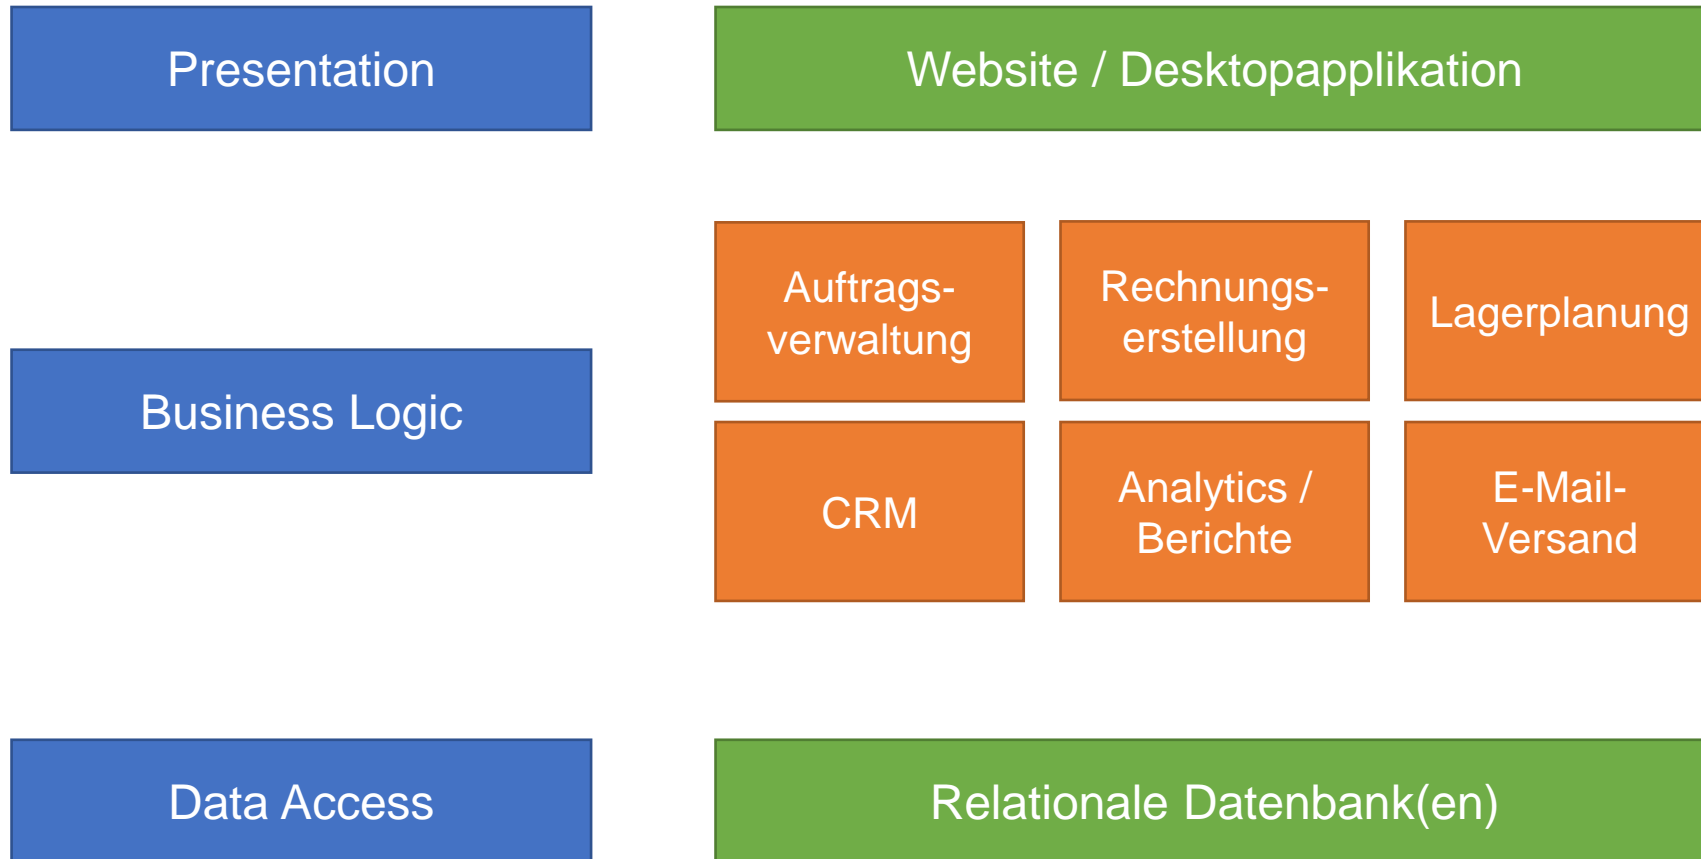 Presentation
Website / Desktopapplikation
Auftrags-
verwaltung
Rechnungs-
erstellung
Lagerplanung
Business Logic
CRM
Analytics /
Berichte
E-Mail-
Versand
Data Access
Relationale Datenbank(en)